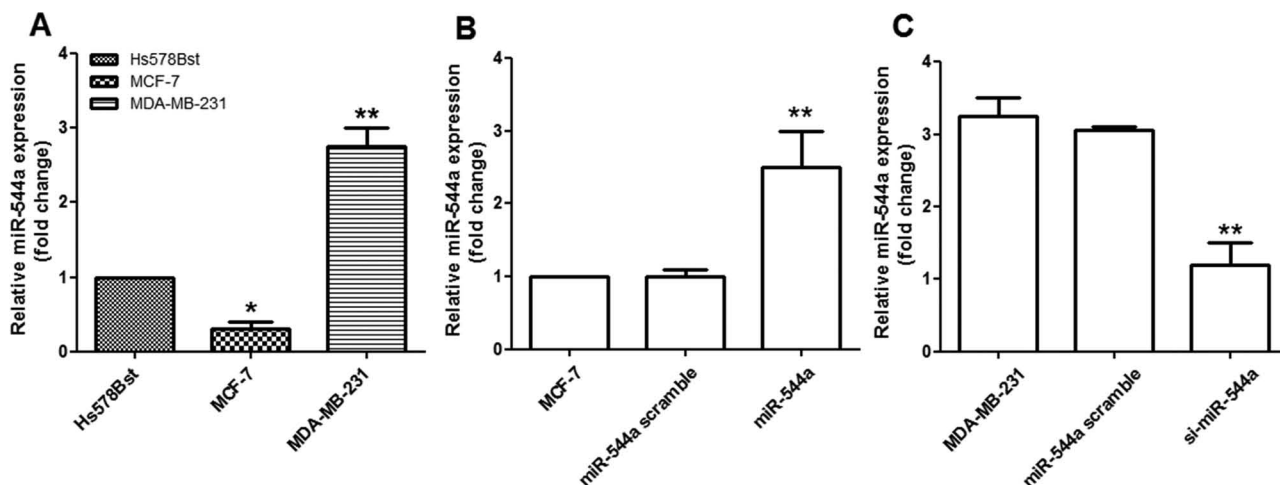 A
Relative miR-544a expression
(fold change)
4
3
2
1
0
Hs578Bst
MCF-7
MDA-MB-231
**
*
Hs578Bst
MCF-7
MDA-MB-231
B
Relative miR-544a expression
(fold change)
4
3
2
1
0
**
MCF-7
miR-544a scramble
miR-544a
C
Relative miR-544a expression
(fold change)
4
3
2
1
0
**
MDA-MB-231
miR-544a scramble
si-miR-544a